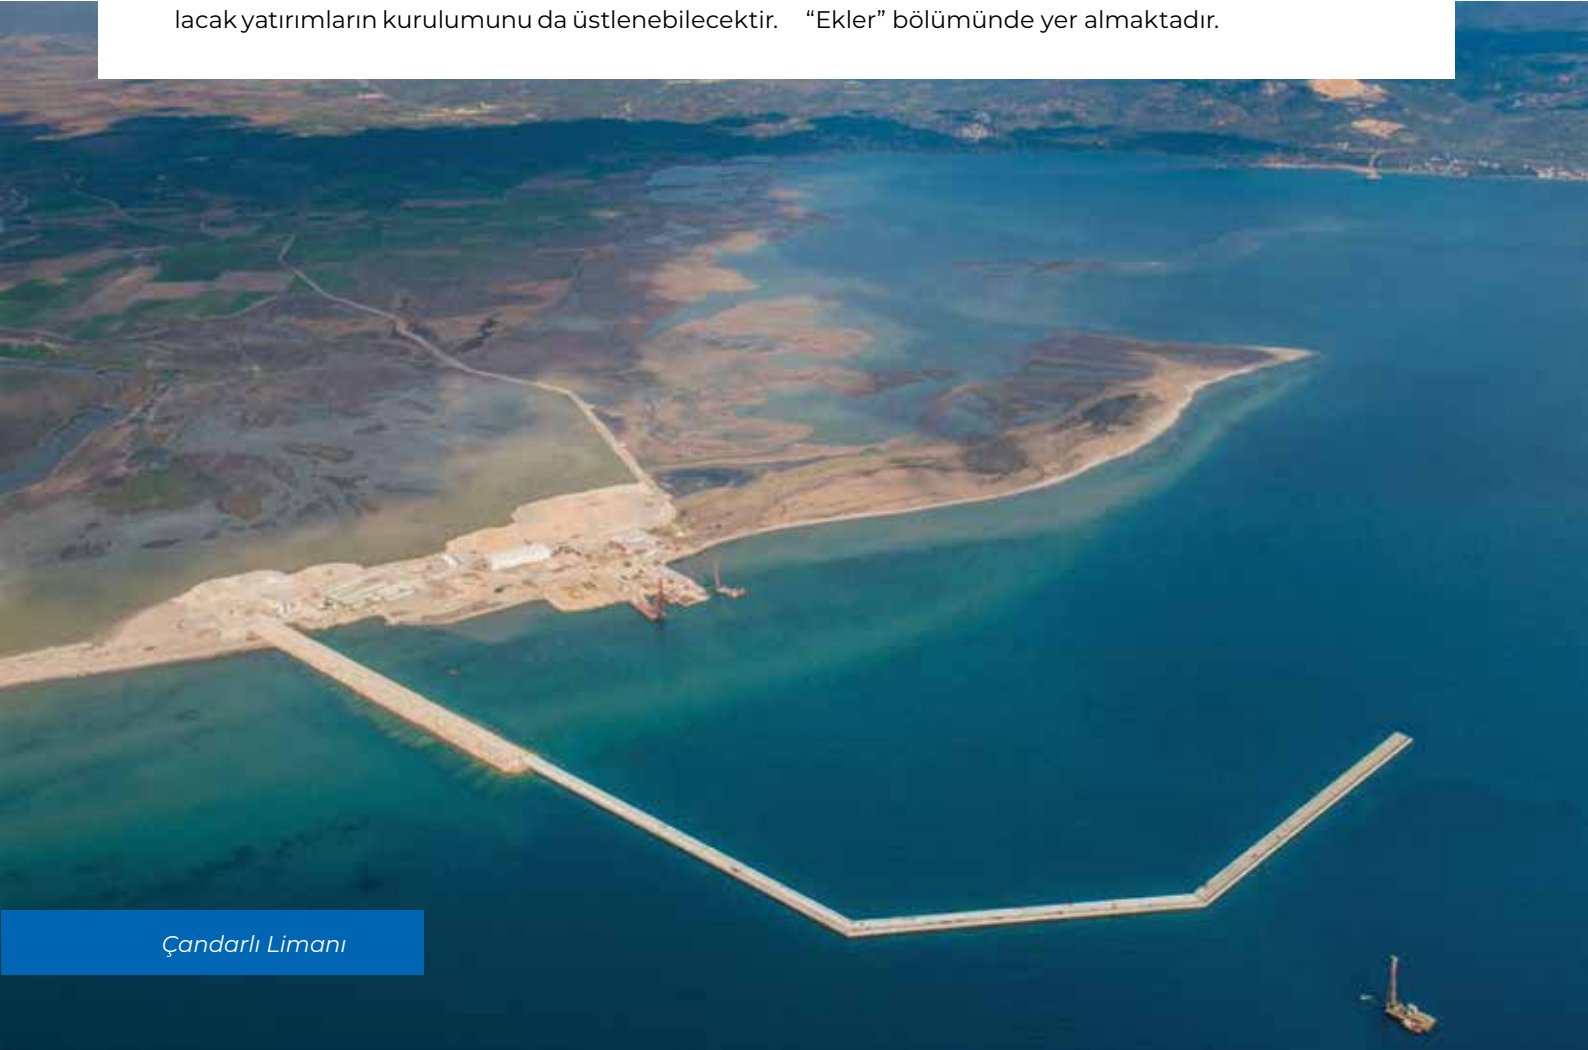 lacak yatırımların kurulumunu da üstlenebilecektir.
“Ekler” bölümünde yer almaktadır.
Çandarlı Limanı